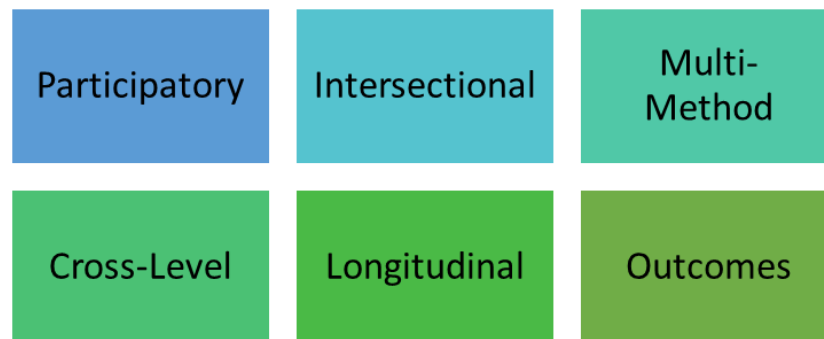 Participatory
Intersectional
Multi-
Method
Cross-Level
Longitudinal
Outcomes